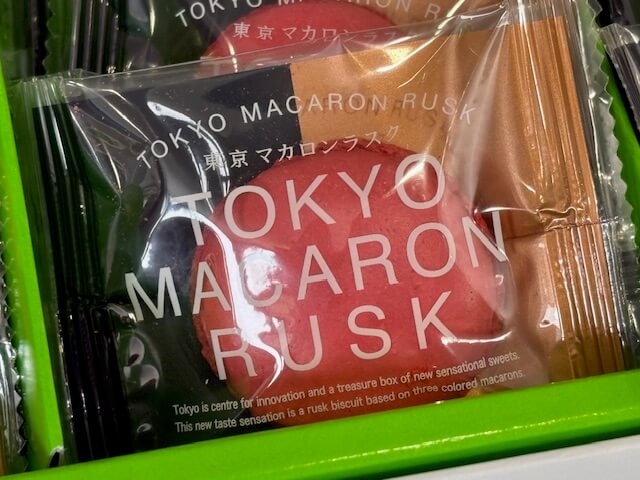 TOKYO MACARON RUSK
東京マカロンラスク
TOKYO MACARON RUSK
東京マカロンラスク
TOKYO
MACARON
RUSK
Tokyo is centre for innovation and a treasure box of new sensational sweets.
This new taste sensation is a rusk biscuit based on three colored macarons.